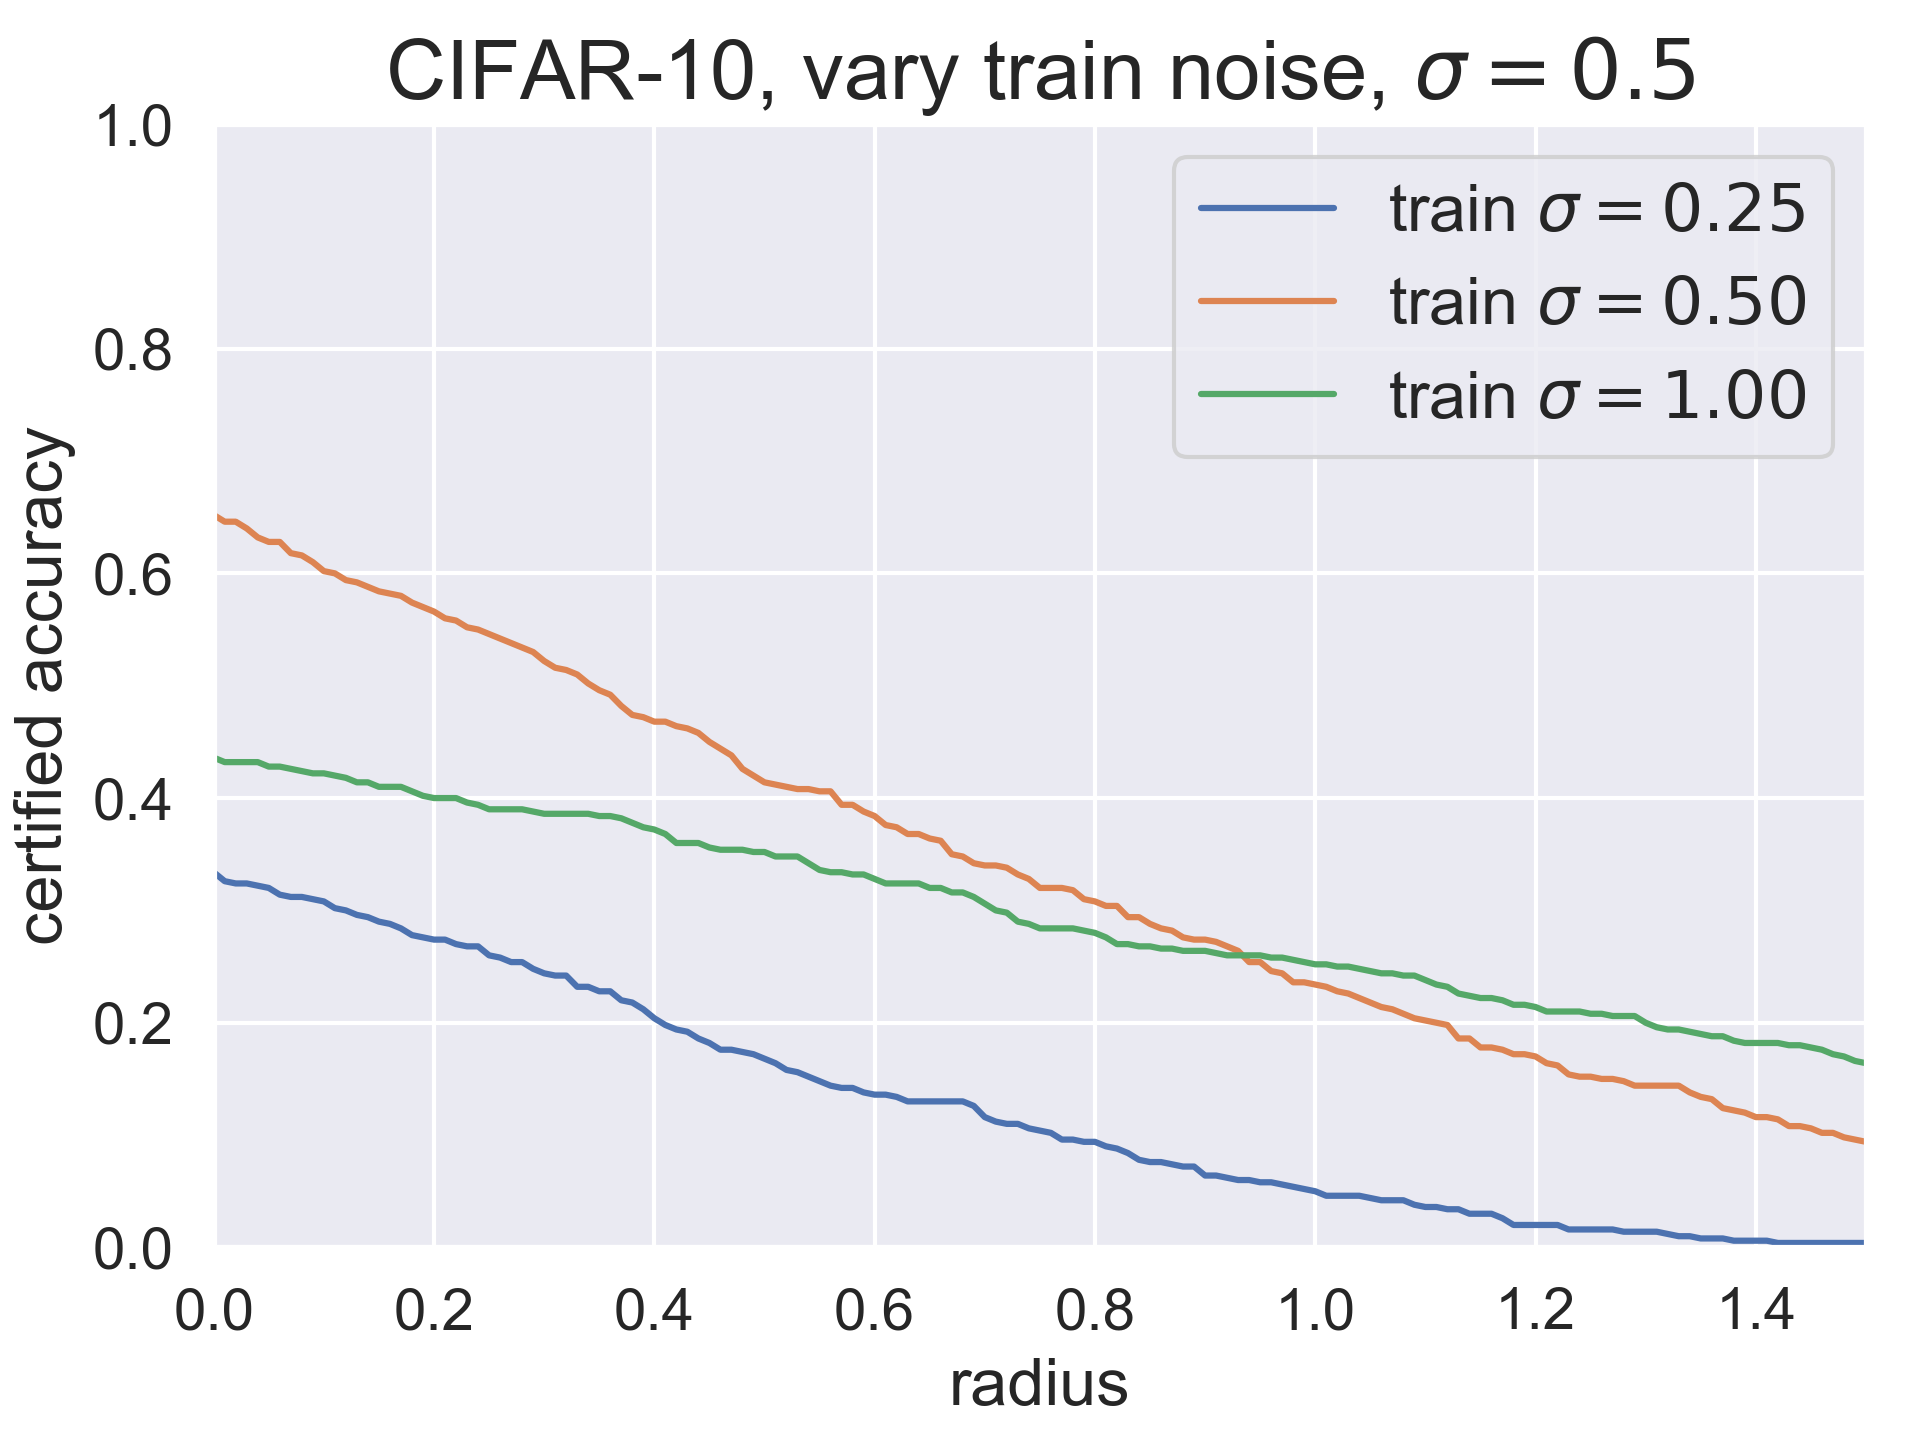 CIFAR-10, vary train noise, σ = 0.5
1.0
0.8
0.6
0.4
0.2
0.0
certified accuracy
train σ = 0.25
train σ = 0.50
train σ = 1.00
0.0 0.2 0.4 0.6 0.8 1.0 1.2 1.4
radius